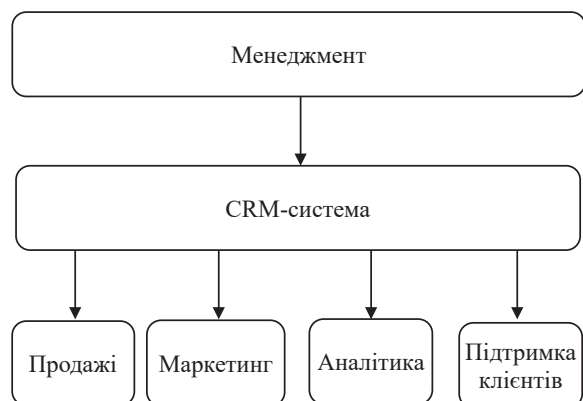 Менеджмент
CRM-система
Продажі
Маркетинг
Аналітика
Підтримка
клієнтів